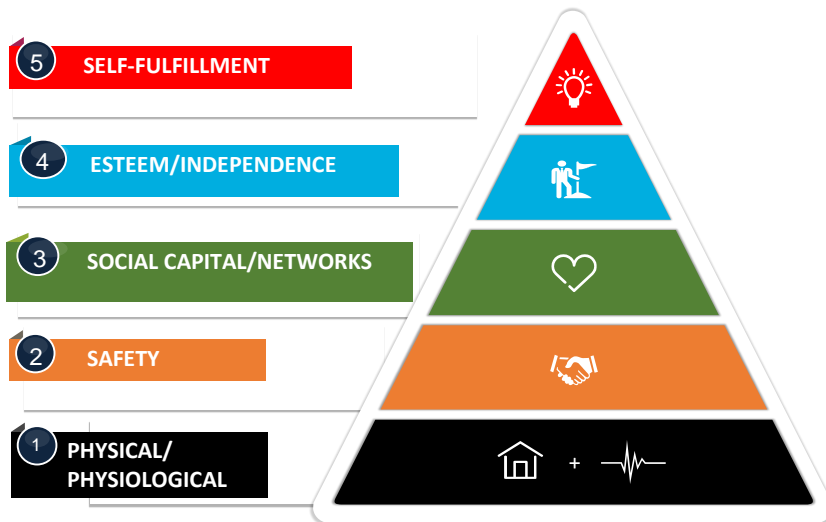 5
SELF-FULFILLMENT
4
ESTEEM/INDEPENDENCE
3
SOCIAL CAPITAL/NETWORKS
2
SAFETY
1
PHYSICAL/
PHYSIOLOGICAL
+